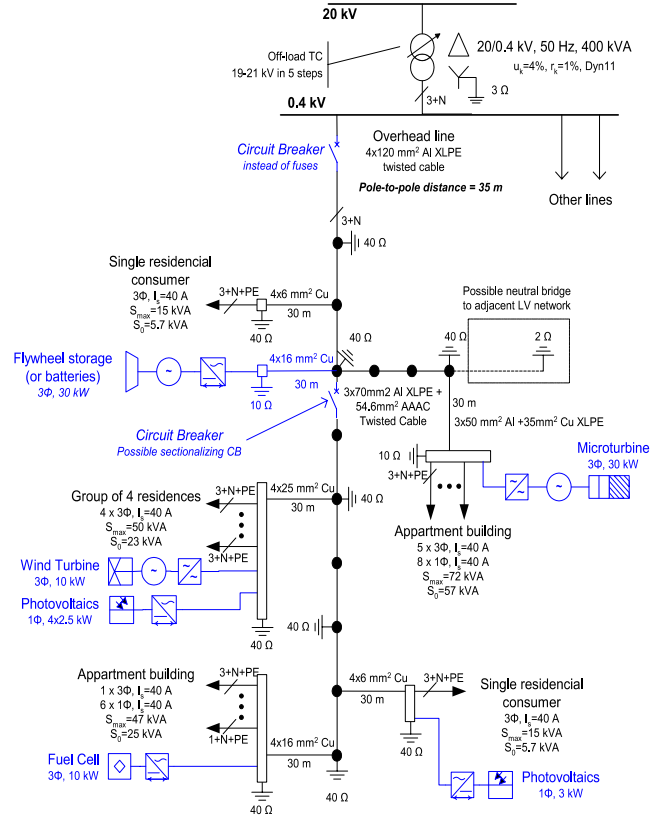 20 kV
Off-load TC
19-21 kV in 5 steps
20/0.4 kV, 50 Hz, 400 kVA
uk=4%, rk=1%, Dyn11
3 Ω
3+N
0.4 kV
Circuit Breaker
instead of fuses
Overhead line
4x120 mm² Al XLPE
twisted cable
Pole-to-pole distance = 35 m
Other lines
3+N
40 Ω
Single residencial
consumer
3Φ, Is=40 A
Smax=15 kVA
S0=5.7 kVA
3+N+PE
4x6 mm² Cu
30 m
40 Ω
Possible neutral bridge
to adjacent LV network
40 Ω
40 Ω
2 Ω
Flywheel storage
(or batteries)
3Φ, 30 kW
4x16 mm² Cu
30 m
10 Ω
3x70mm2 Al XLPE +
54.6mm² AAAC
Twisted Cable
30 m
3x50 mm² Al +35mm² Cu XLPE
Circuit Breaker
Possible sectionalizing CB
10 Ω
3+N+PE
Microturbine
3Φ, 30 kW
Appartment building
5 x 3Φ, Is=40 A
8 x 1Φ, Is=40 A
Smax=72 kVA
S0=57 kVA
Group of 4 residences
4 x 3Φ, Is=40 A
Smax=50 kVA
S0=23 kVA
3+N+PE
3+N+PE
4x25 mm² Cu
30 m
40 Ω
Wind Turbine
3Φ, 10 kW
Photovoltaics
1Φ, 4x2.5 kW
40 Ω
40 Ω
Appartment building
1 x 3Φ, Is=40 A
6 x 1Φ, Is=40 A
Smax=47 kVA
S0=25 kVA
3+N+PE
1+N+PE
4x16 mm² Cu
30 m
Fuel Cell
3Φ, 10 kW
40 Ω
40 Ω
4x6 mm² Cu
30 m
3+N+PE
40 Ω
Single residencial
consumer
3Φ, Is=40 A
Smax=15 kVA
S0=5.7 kVA
Photovoltaics
1Φ, 3 kW